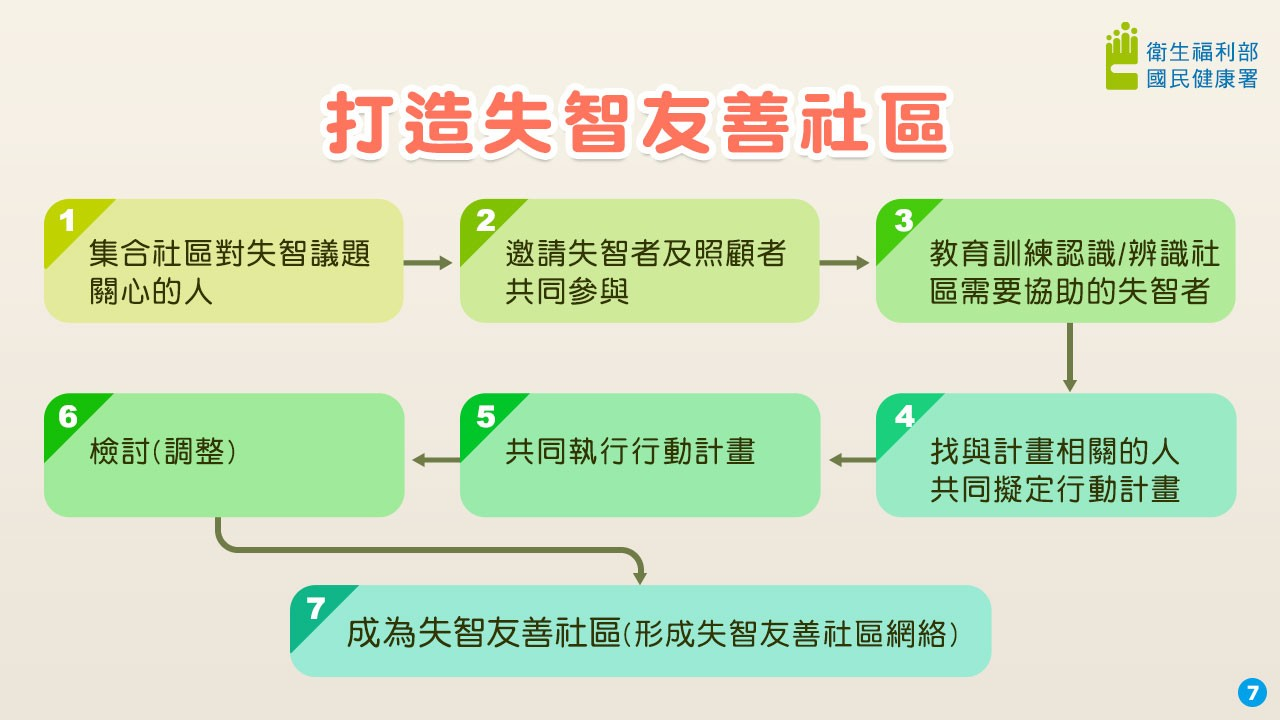 衛生福利部
國民健康署
打造失智友善社區
1
集合社區對失智議題
關心的人
2
邀請失智者及照顧者
共同參與
3
教育訓練認識/辨識社
區需要協助的失智者
4
找與計畫相關的人
共同擬定行動計畫
5
共同執行行動計畫
6
檢討(調整)
7
成為失智友善社區(形成失智友善社區網絡)
7